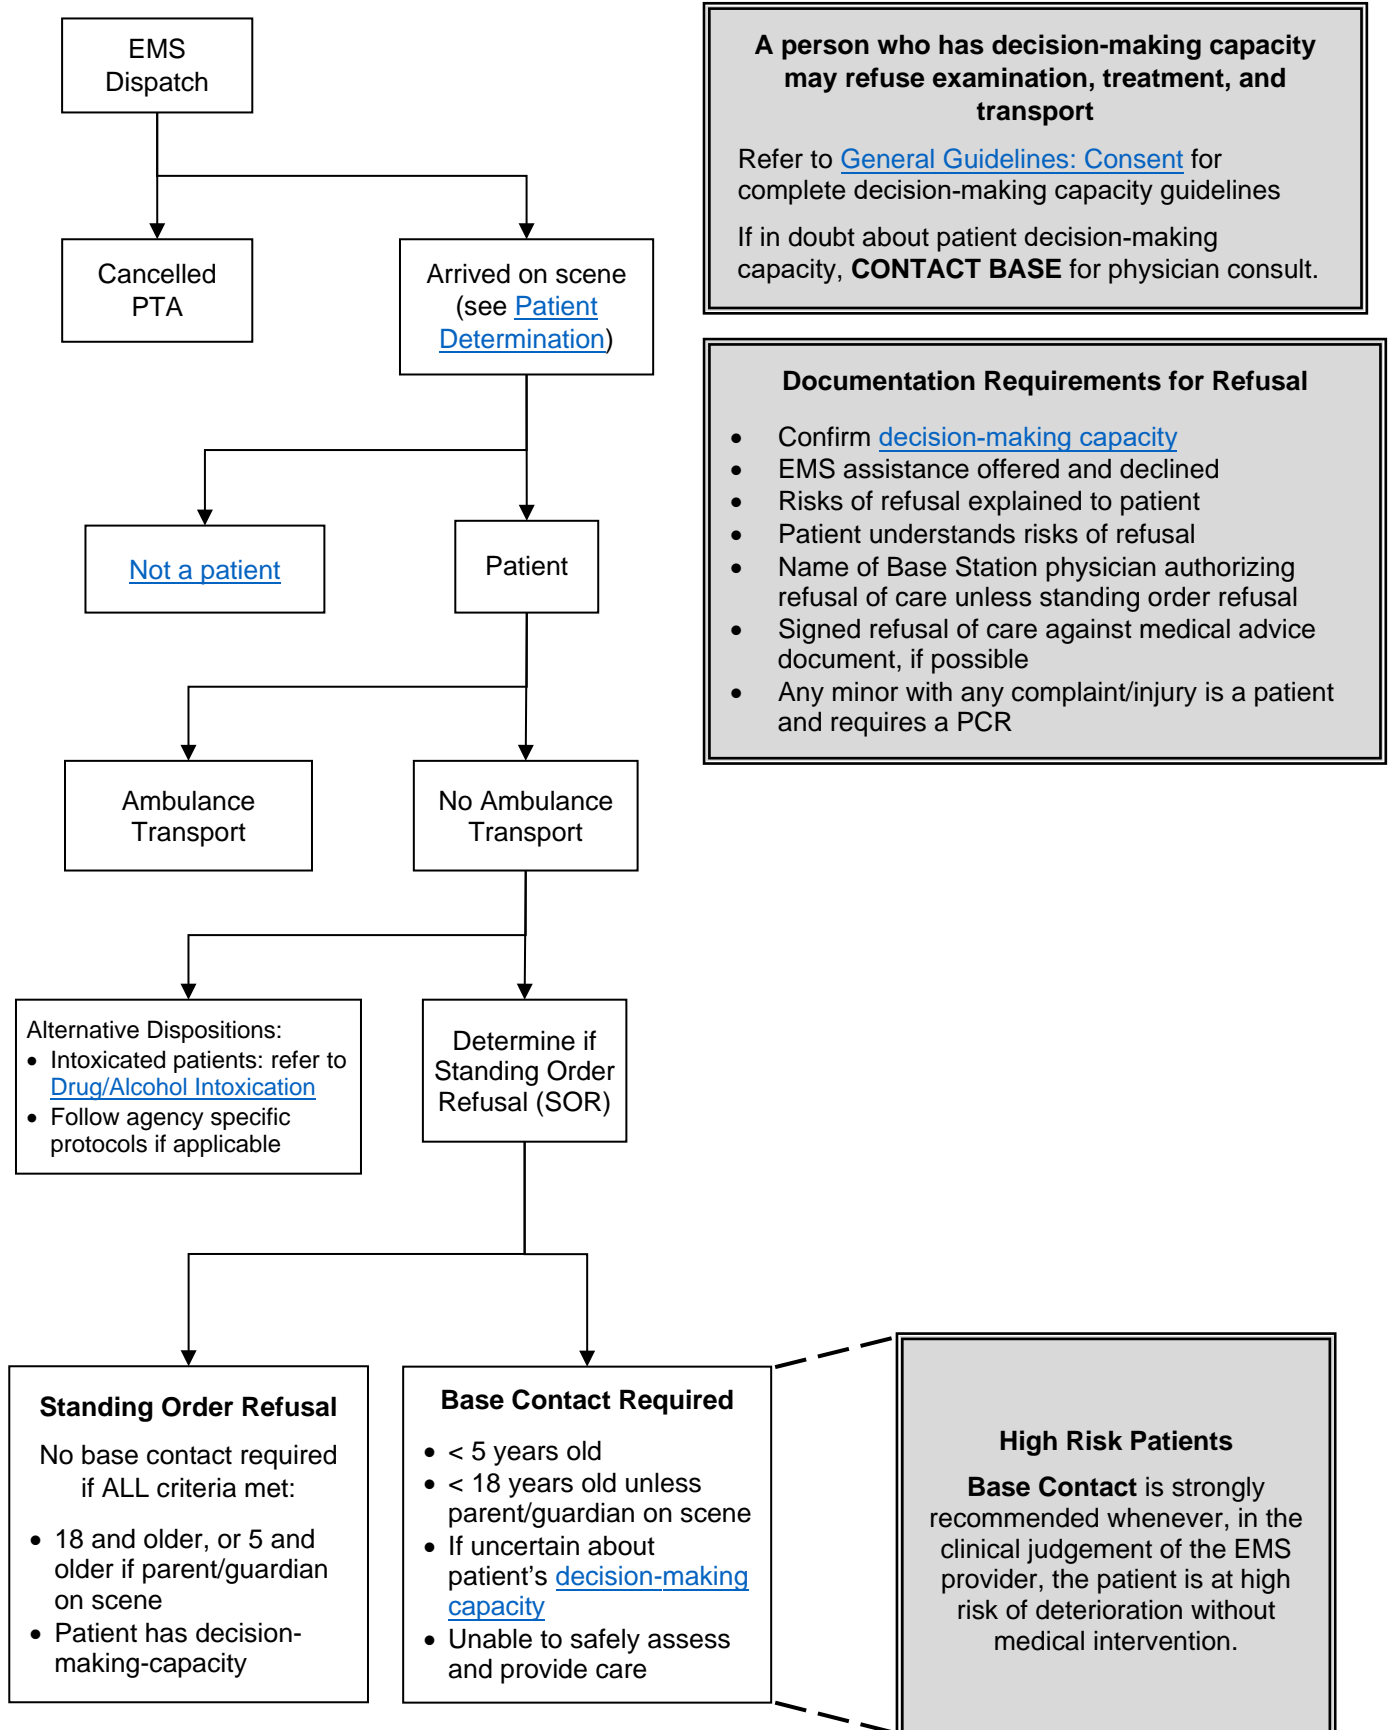 EMS
Dispatch
A person who has decision-making capacity
may refuse examination, treatment, and
transport
Refer to General Guidelines: Consent for
complete decision-making capacity guidelines
If in doubt about patient decision-making
capacity, CONTACT BASE for physician consult.
Cancelled
PTA
Arrived on scene
(see Patient
Determination)
Documentation Requirements for Refusal
• Confirm decision-making capacity
• EMS assistance offered and declined
• Risks of refusal explained to patient
• Patient understands risks of refusal
• Name of Base Station physician authorizing
refusal of care unless standing order refusal
• Signed refusal of care against medical advice
document, if possible
• Any minor with any complaint/injury is a patient
and requires a PCR
Not a patient
Patient
Ambulance
Transport
No Ambulance
Transport
Alternative Dispositions:
• Intoxicated patients: refer to
Drug/Alcohol Intoxication
• Follow agency specific
protocols if applicable
Determine if
Standing Order
Refusal (SOR)
Standing Order Refusal
No base contact required
if ALL criteria met:
• 18 and older, or 5 and
older if parent/guardian
on scene
• Patient has decision-
making-capacity
Base Contact Required
• < 5 years old
• < 18 years old unless
parent/guardian on scene
• If uncertain about
patient's decision-making
capacity
• Unable to safely assess
and provide care
High Risk Patients
Base Contact is strongly
recommended whenever, in the
clinical judgement of the EMS
provider, the patient is at high
risk of deterioration without
medical intervention.